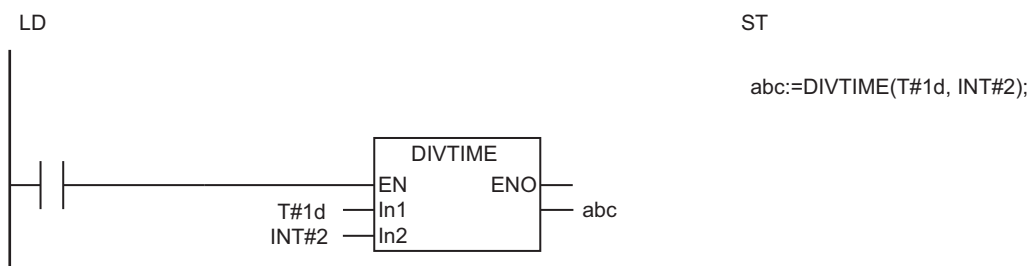 LD
ST
abc:=DIVTIME(T#1d, INT#2);
DIVTIME
EN ENO
T#1d In1 abc
INT#2 In2